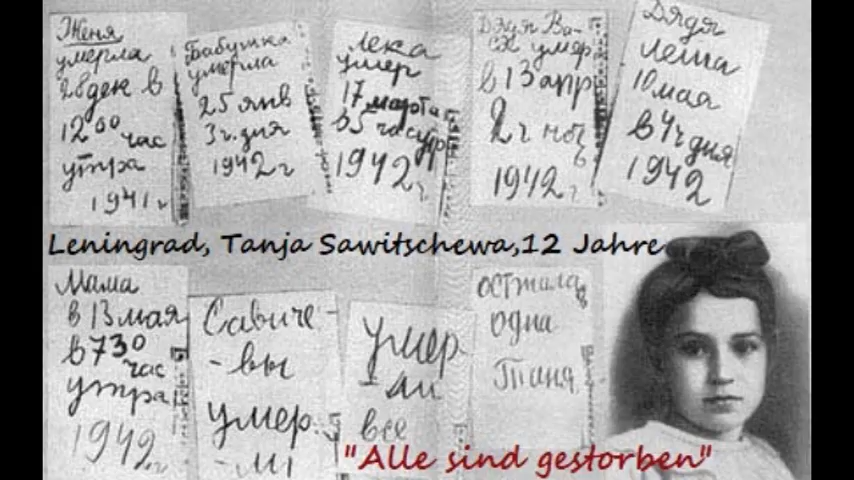 Женя
умерла
28 дек в
12 00 час
утра
1941 г
Бабушка
умерла
25 янв
3 ч. дня
1942 г
Лека
умер
17 марта
в 5 час утр
1942 г
Дядя Ва-
ся умер
в 13 апр
2 ч ноч
1942 г
Дядя
Леша
10 мая
в 4 ч дня
1942
Leningrad, Tanja Sawitschewa,12 Jahre
Мама
в 13 мая
в 7 30
час
утра
1942 г
Савиче-
-вы
умер
-ли
умер
-ли
все
осталась
одна
Таня
"Alle sind gestorben"